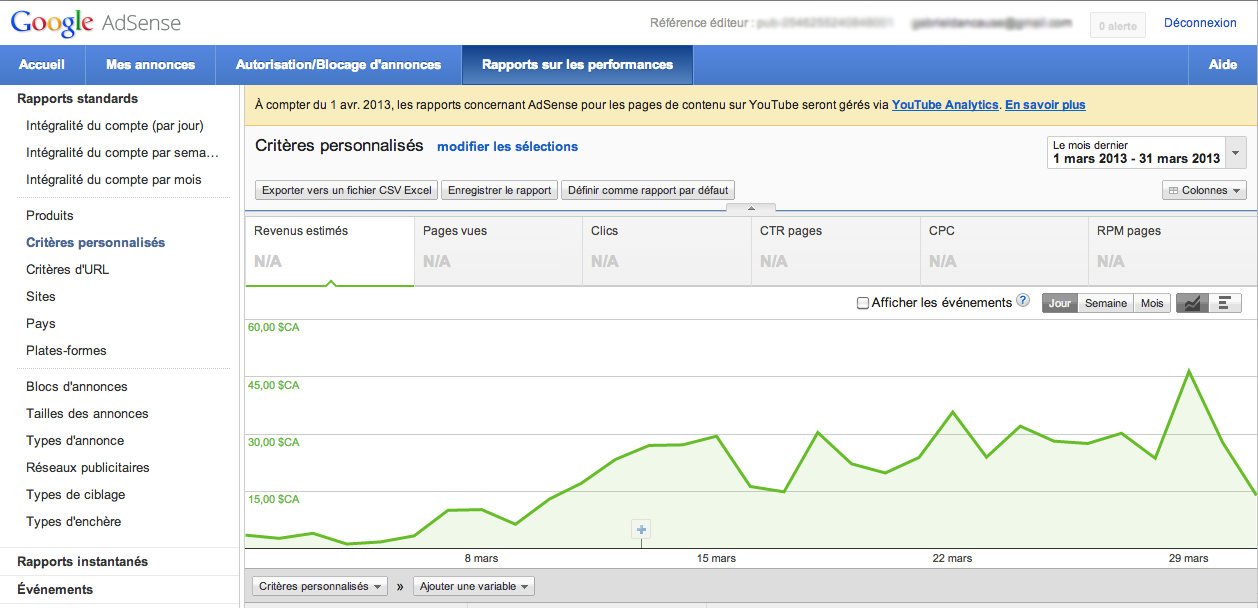 Google AdSense
Référence éditeur :
0 alerte
Déconnexion
Accueil
Mes annonces
Autorisation/Blocage d'annonces
Rapports sur les performances
Aide
Rapports standards
Intégralité du compte (par jour)
Intégralité du compte par sema…
Intégralité du compte par mois
Produits
Critères personnalisés
Critères d'URL
Sites
Pays
Plates-formes
Blocs d'annonces
Tailles des annonces
Types d'annonce
Réseaux publicitaires
Types de ciblage
Types d'enchère
Rapports instantanés
Événements
À compter du 1 avr. 2013, les rapports concernant AdSense pour les pages de contenu sur YouTube seront gérés via YouTube Analytics. En savoir plus
Critères personnalisés modifier les sélections
Le mois dernier
1 mars 2013 - 31 mars 2013
Exporter vers un fichier CSV Excel
Enregistrer le rapport
Définir comme rapport par défaut
Colonnes
Revenus estimés
N/A
Pages vues
N/A
Clics
N/A
CTR pages
N/A
CPC
N/A
RPM pages
N/A
Afficher les événements ?
Jour
Semaine
Mois
60,00 $CA
45,00 $CA
30,00 $CA
15,00 $CA
8 mars
15 mars
22 mars
29 mars
Critères personnalisés » Ajouter une variable